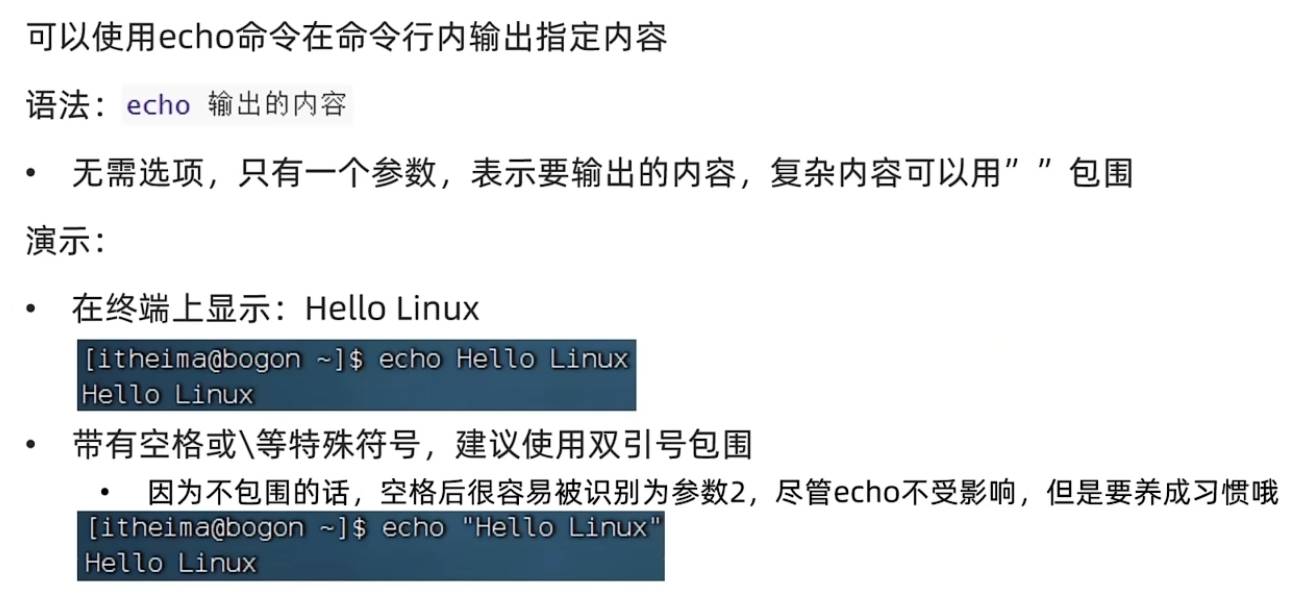 可以使用echo命令在命令行内输出指定内容
语法：echo 输出的内容
• 无需选项，只有一个参数，表示要输出的内容，复杂内容可以用” ”包围
演示：
• 在终端上显示：Hello Linux
[itheima@bogon ~]$ echo Hello Linux
Hello Linux
• 带有空格或\等特殊符号，建议使用双引号包围
• 因为不包围的话，空格后很容易被识别为参数2，尽管echo不受影响，但是要养成习惯哦
[itheima@bogon ~]$ echo "Hello Linux"
Hello Linux